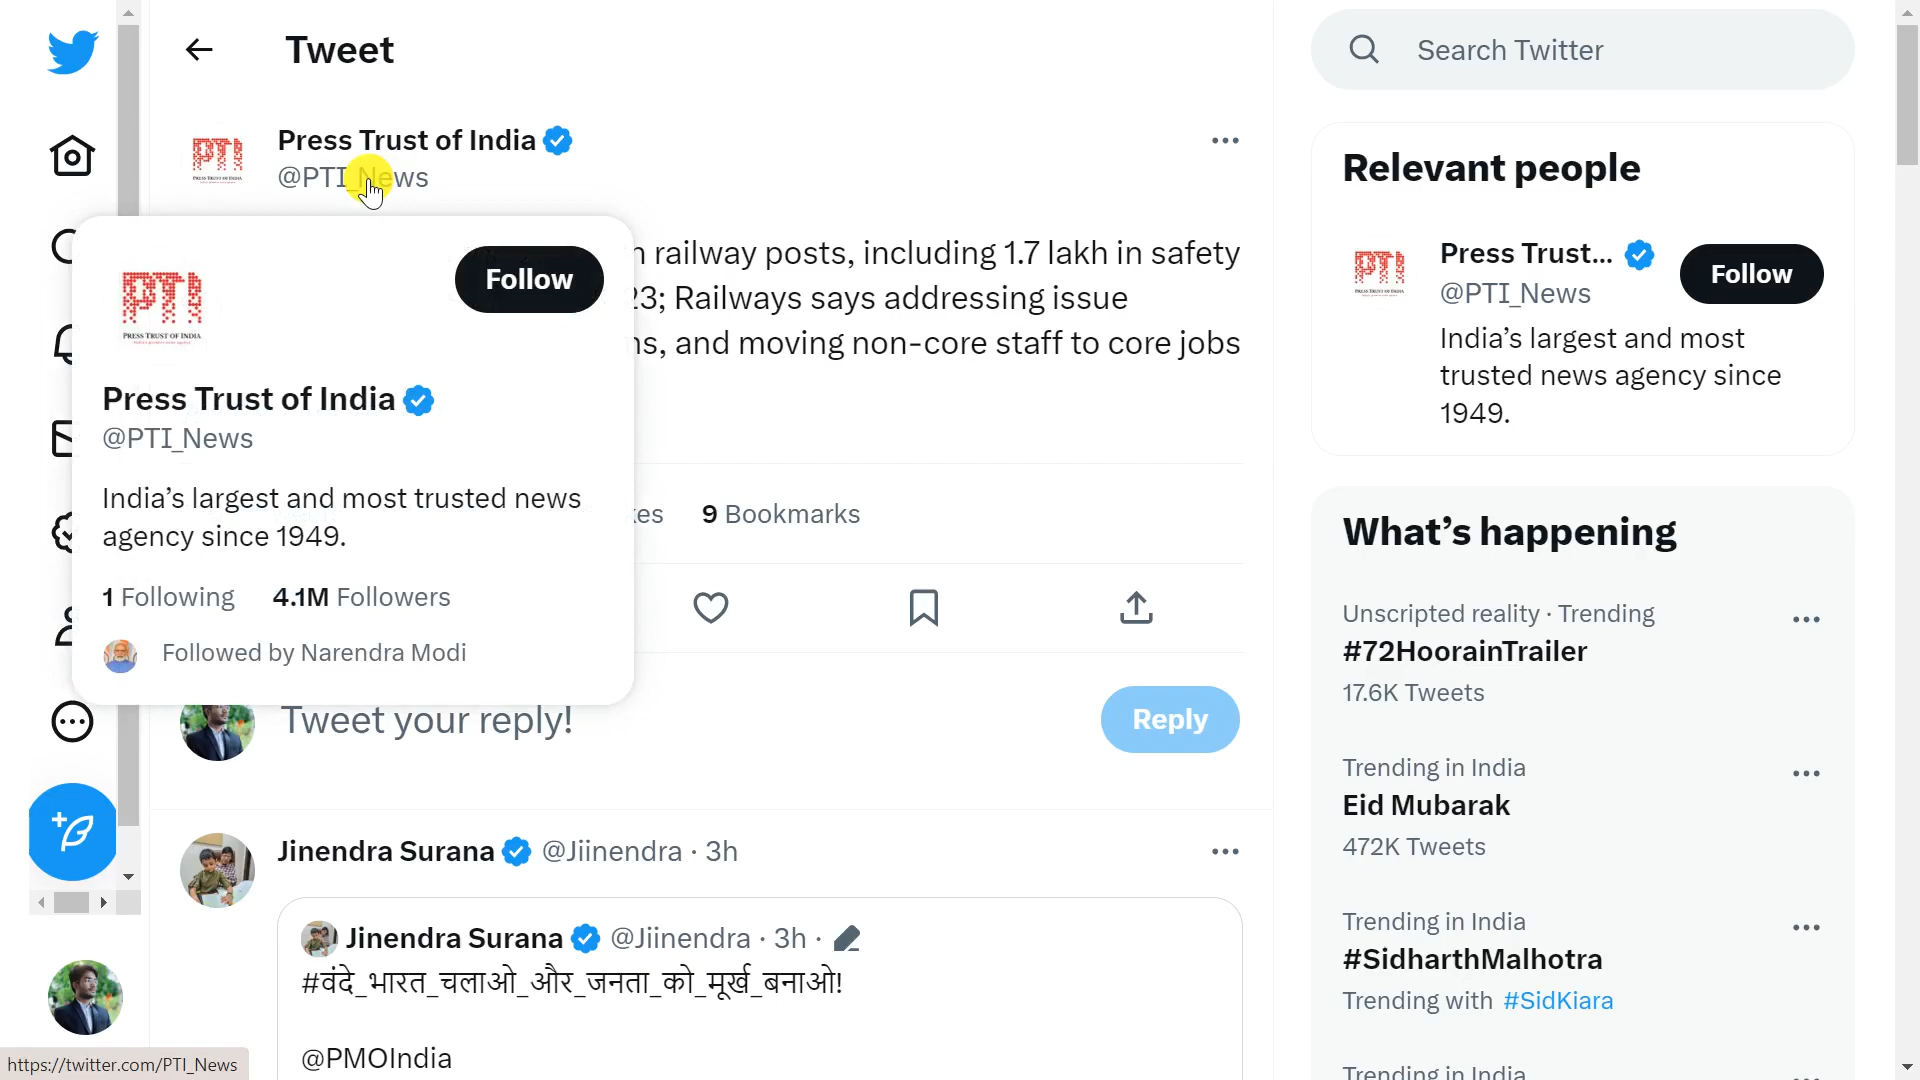 Tweet
Press Trust of India
@PTI_News
railway posts, including 1.7 lakh in safety
23; Railways says addressing issue
and moving non-core staff to core jobs
PTI
PRESS TRUST OF INDIA
Follow
Press Trust of India
@PTI_News
India’s largest and most trusted news
agency since 1949.
1 Following 4.1M Followers
Followed by Narendra Modi
9 Bookmarks
Tweet your reply!
Reply
Jinendra Surana @Jiinendra · 3h
Jinendra Surana @Jiinendra · 3h ·
#वंदे_भारत_चलाओ_और_जनता_को_मूर्ख_बनाओ!
@PMOIndia
https://twitter.com/PTI_News
Search Twitter
Relevant people
Press Trust...
@PTI_News
Follow
India’s largest and most
trusted news agency since
1949.
What’s happening
Unscripted reality · Trending
#72HoorainTrailer
17.6K Tweets
Trending in India
Eid Mubarak
472K Tweets
Trending in India
#SidharthMalhotra
Trending with #SidKiara
Trending in India